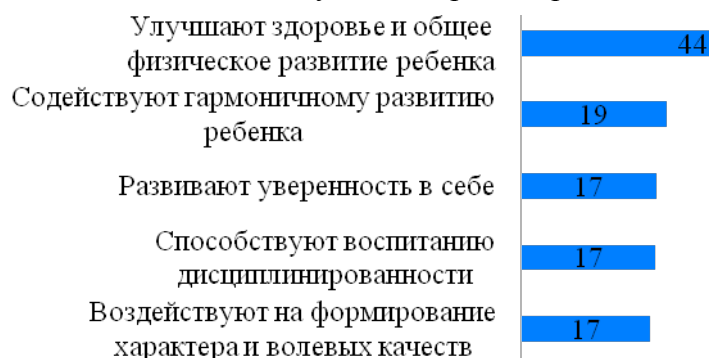 Улучшают здоровье и общее
физическое развитие ребенка
44
Содействуют гармоничному развитию
ребенка
19
Развивают уверенность в себе
17
Способствуют воспитанию
дисциплинированности
17
Воздействуют на формирование
характера и волевых качеств
17